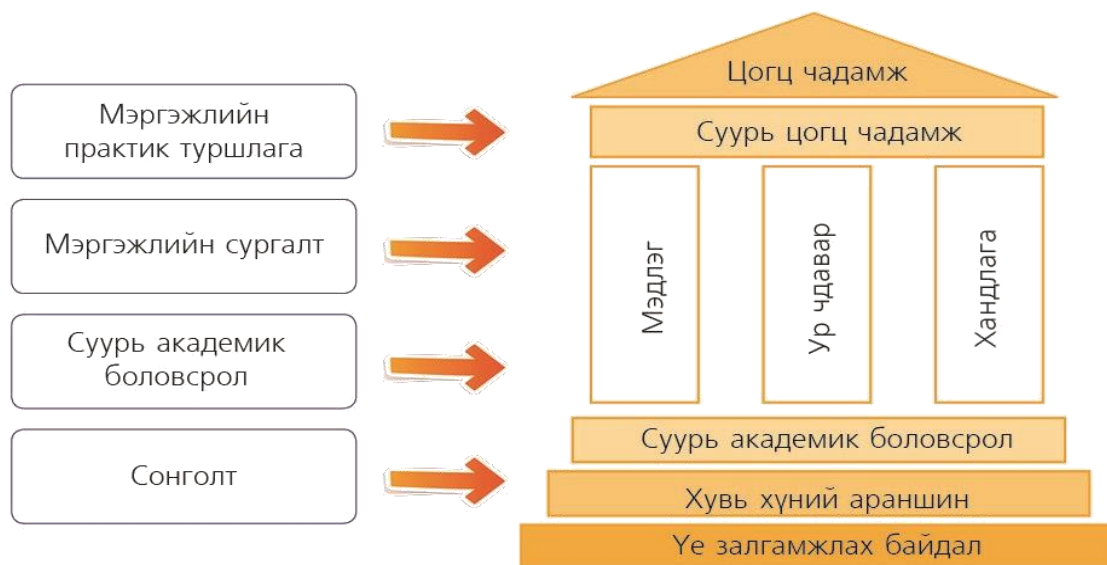 Мэргэжлийн
практик туршлага
Мэргэжлийн сургалт
Суурь академик
боловсрол
Сонголт
Цогц чадамж
Суурь цогц чадамж
Мэдлэг
Ур чдавар
Хандлага
Суурь академик боловсрол
Хувь хүний араншин
Үе залгамжлах байдал